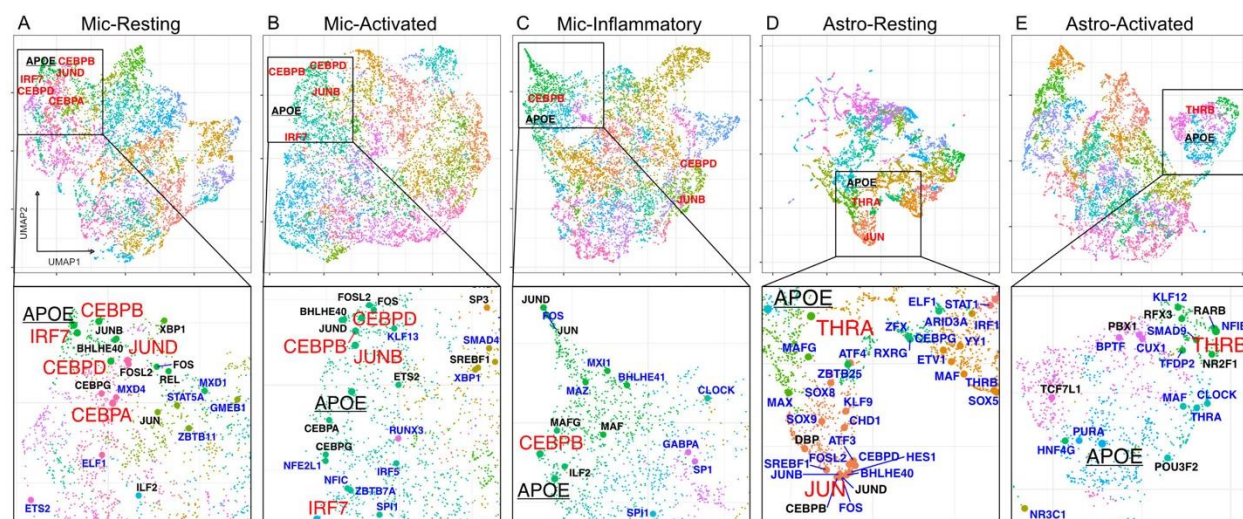 A Mic-Resting
B Mic-Activated
C Mic-Inflammatory
D Astro-Resting
E Astro-Activated
APOE CEBPB
JUND
IRF7
CEBPD
CEBPA
UMAP2
UMAP1
CEBPB CEBPD
JUNB
APOE
IRF7
CEBPB
APOE
CEBPD
JUNB
APOE
THRA
JUN
THRB
APOE
APOE CEBPB
IRF7 JUNB XBP1
BHLHE40 JUND
CEBPD FOS
FOSL2 REL
CEBPG MXD4 MXD1
STAT5A
CEBPA GMEB1
JUN
ZBTB11
ELF1
ILF2
ETS2
FOSL2 FOS SP3
BHLHE40 CEBPD
JUND KLF13
CEBPB SMAD4
JUNB SREBF1
ETS2 XBP1
APOE
CEBPA
RUNX3
CEBPG
NFE2L1 IRF5
NFIC ZBTB7A
IRF7 SPI1
JUND
FOS
JUN
MXI1
BHLHE41
MAZ CLOCK
MAFG
MAF
CEBPB GABPA
ILF2 SP1
APOE
SPI1
APOE ELF1 STAT1
THRA ZFX ARID3A IRF1
CEBPG YY1
MAFG ATF4 RXRG ETV1
ZBTB25 MAF
MAX SOX8 THRB
KLF9 SOX5
SOX9 CHD1
DBP ATF3
FOSL2 CEBPD HES1
SREBF1
JUNB BHLHE40
JUN JUND
CEBPB FOS
KLF12
RFX3 RARB
PBX1 SMAD9 NFIB
BPTF CUX1 THRB
TFDP2 NR2F1
TCF7L1
MAF CLOCK
THRA
PURA
HNF4G APOE
POU3F2
NR3C1